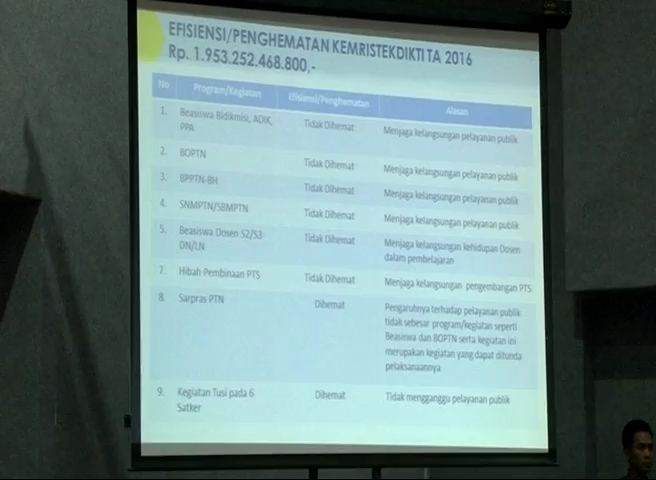 EFISIENSI/PENGHEMATAN KEMRISTEKDIKTI TA 2016
Rp. 1.953.252.468.800,-
No Program/Kegiatan Efisiensi/Penghematan Alasan
1. Beasiswa Bidikmisi, ADIK, Tidak Dihemat Menjaga kelangsungan pelayanan publik
PPA
2. BOPTN Tidak Dihemat Menjaga kelangsungan pelayanan publik
3. BPPTN-BH Tidak Dihemat Menjaga kelangsungan pelayanan publik
4. SNMPTN/SBMPTN Tidak Dihemat Menjaga kelangsungan pelayanan publik
5. Beasiswa Dosen S2/S3 Tidak Dihemat Menjaga kelangsungan kehidupan Dosen
DN/LN dalam pembelajaran
7. Hibah Pembinaan PTS Tidak Dihemat Menjaga kelangsungan pengembangan PTS
8. Sarpras PTN Dihemat Pengaruhnya terhadap pelayanan publik
tidak sebesar program/kegiatan seperti
Beasiswa dan BOPTN serta kegiatan ini
merupakan kegiatan yang dapat ditunda
pelaksanaannya
9. Kegiatan Tusi pada 6 Dihemat Tidak mengganggu pelayanan publik
Satker